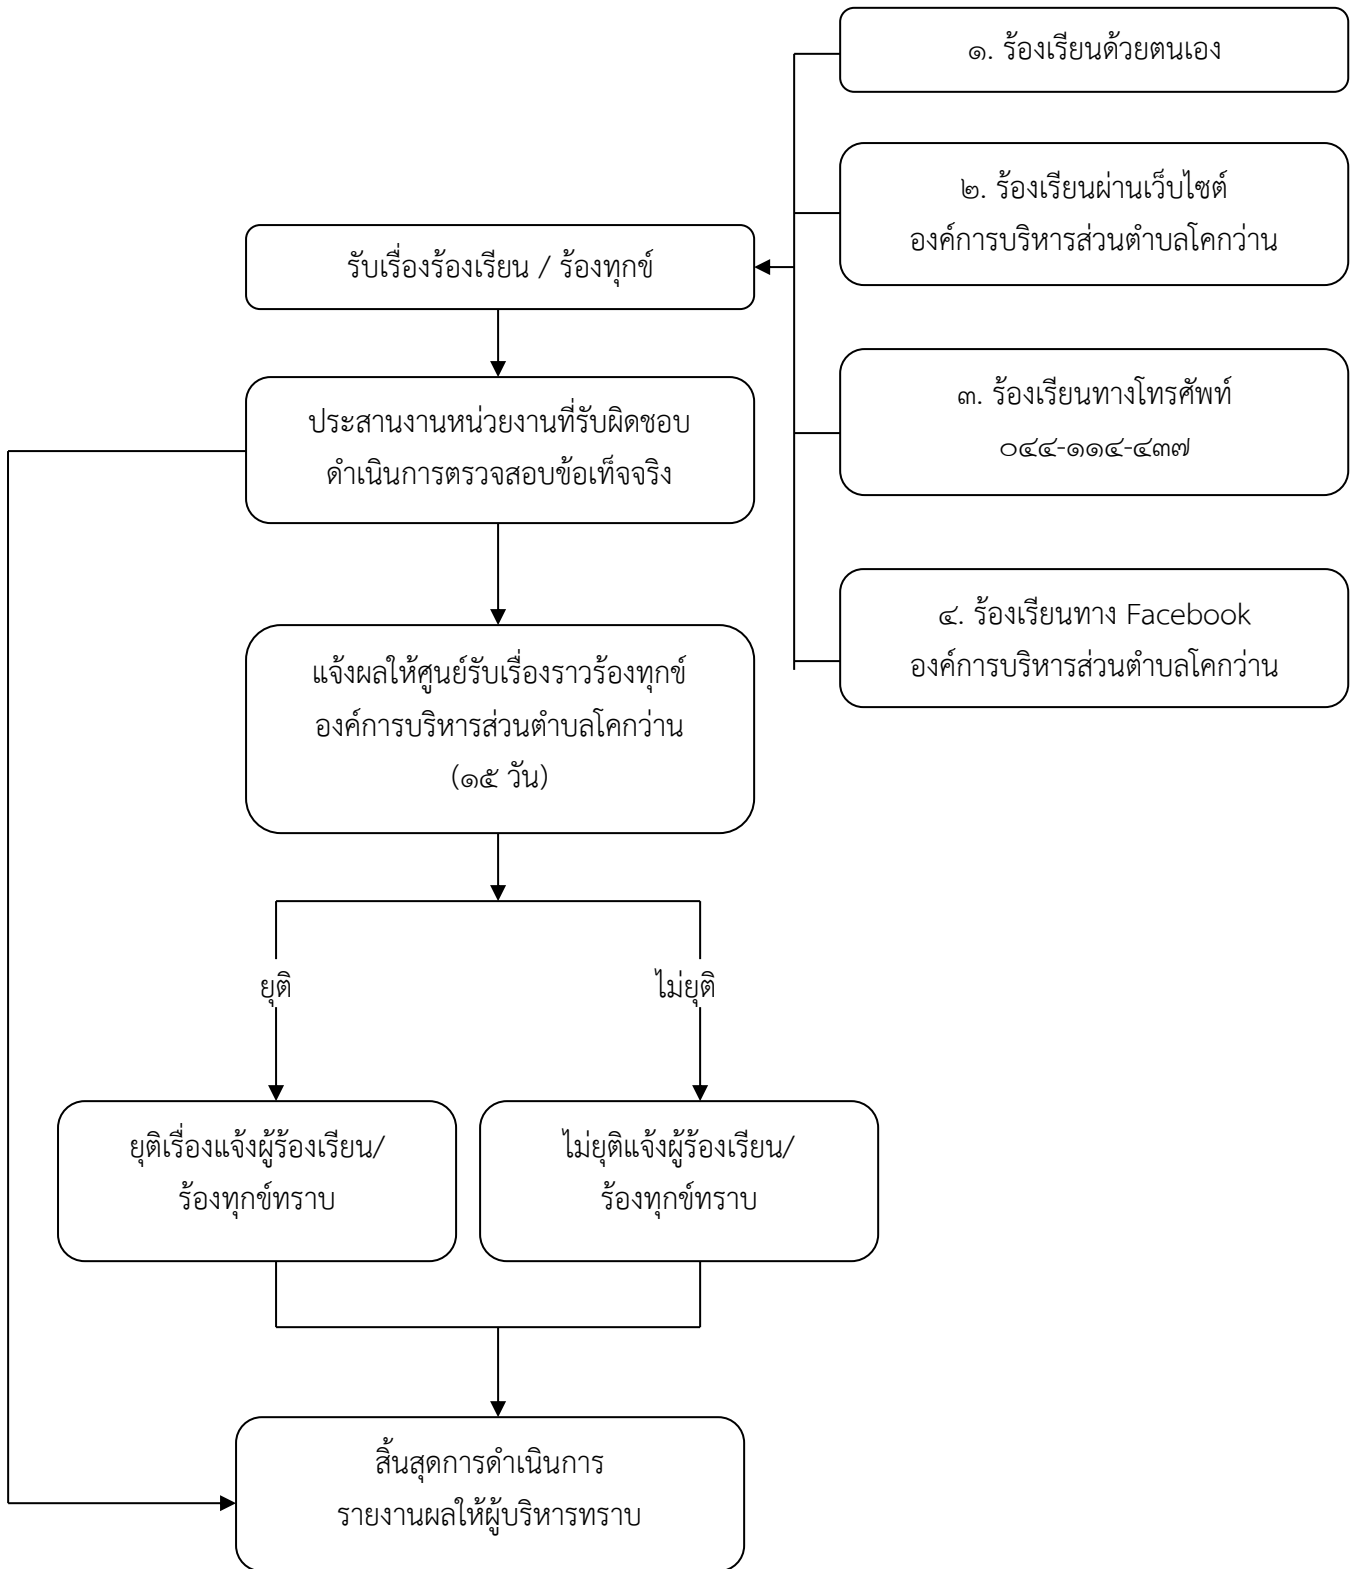 ๑. ร้องเรียนด้วยตนเอง
๒. ร้องเรียนผ่านเว็บไซต์
องค์การบริหารส่วนตำบลโคกว่าน
รับเรื่องร้องเรียน / ร้องทุกข์
๓. ร้องเรียนทางโทรศัพท์
๐๔๔-๑๑๔-๔๓๗
ประสานงานหน่วยงานที่รับผิดชอบ
ดำเนินการตรวจสอบข้อเท็จจริง
๔. ร้องเรียนทาง Facebook
องค์การบริหารส่วนตำบลโคกว่าน
แจ้งผลให้ศูนย์รับเรื่องราวร้องทุกข์
องค์การบริหารส่วนตำบลโคกว่าน
(๑๕ วัน)
ยุติ
ไม่ยุติ
ยุติเรื่องแจ้งผู้ร้องเรียน/
ร้องทุกข์ทราบ
ไม่ยุติแจ้งผู้ร้องเรียน/
ร้องทุกข์ทราบ
สิ้นสุดการดำเนินการ
รายงานผลให้ผู้บริหารทราบ